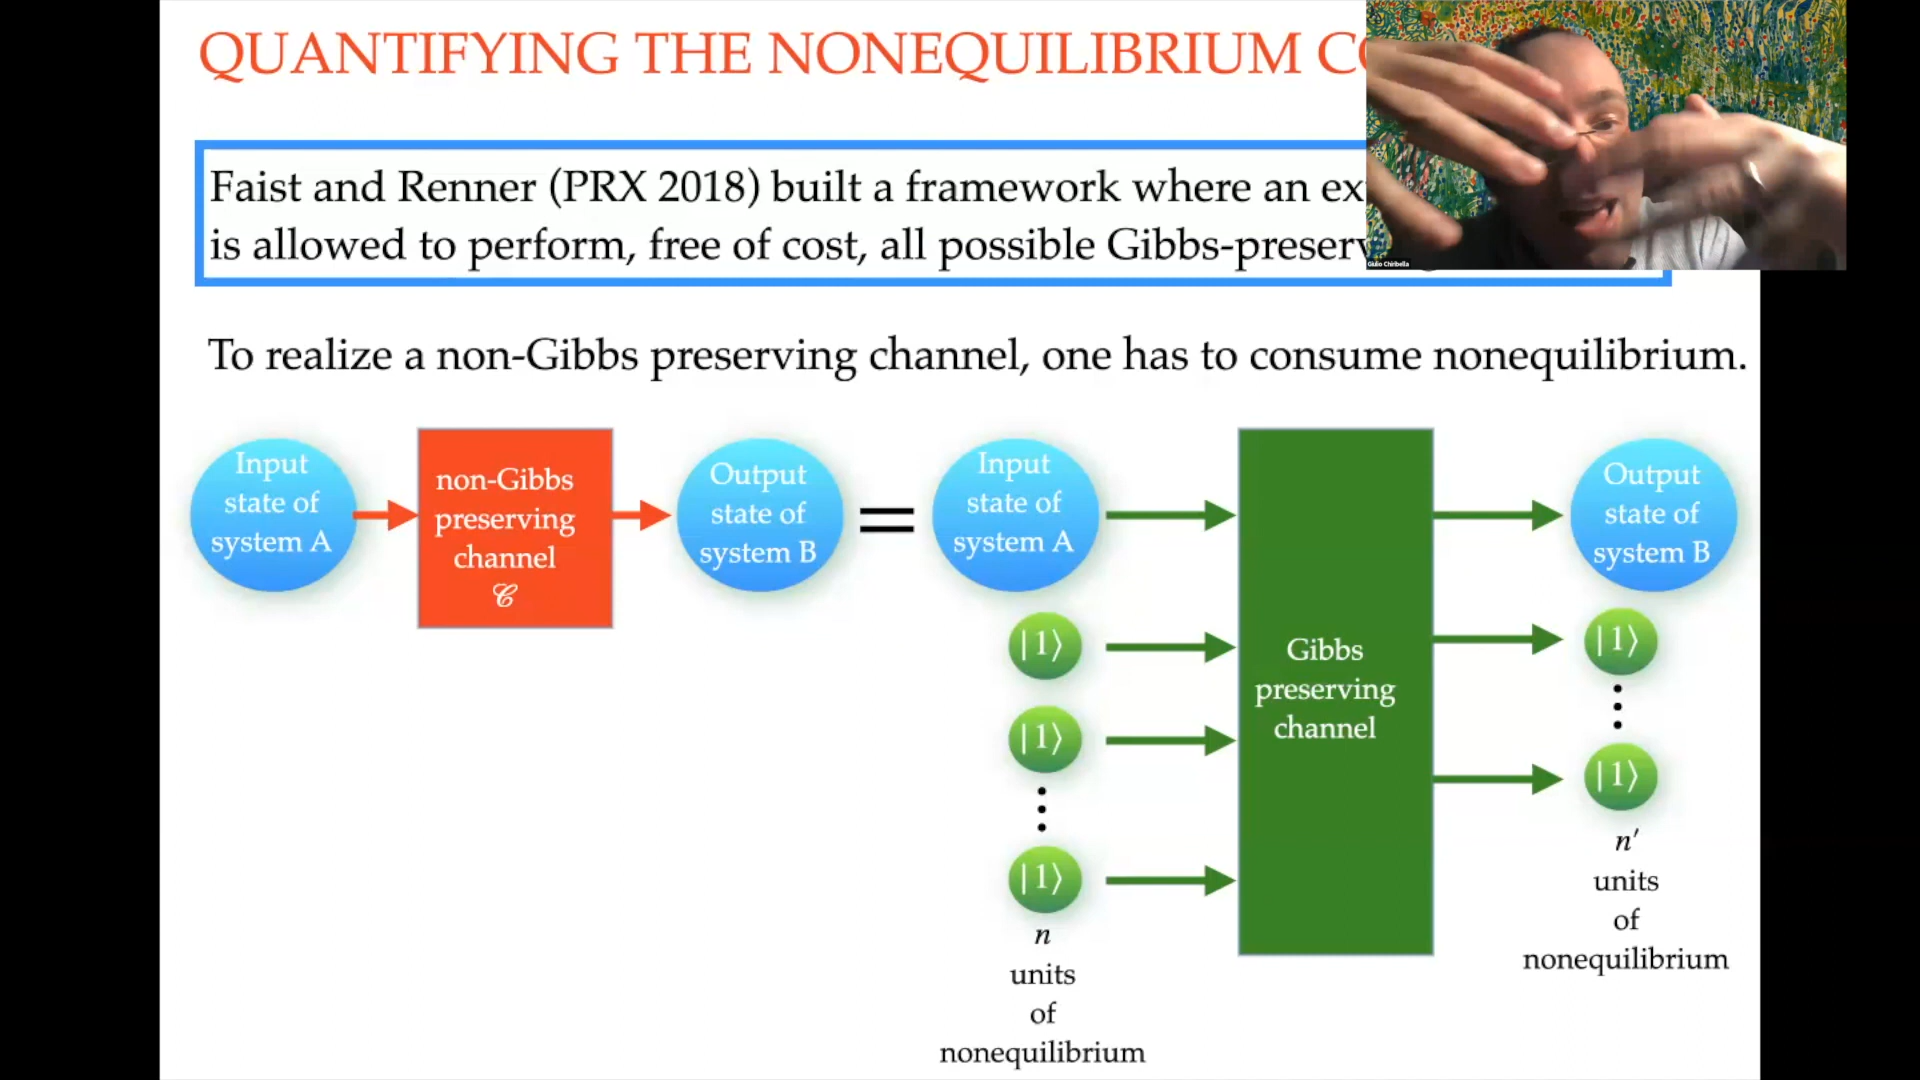 QUANTIFYING THE NONEQUILIBRIUM
Faist and Renner (PRX 2018) built a framework where an
is allowed to perform, free of cost, all possible
Giulio Chiribella
To realize a non-Gibbs preserving channel, one has to consume nonequilibrium.
Input
state of
system A
non-Gibbs
preserving
channel
𝒞
Output
state of
system B
=
Input
state of
system A
|1⟩
|1⟩
⋮
|1⟩
n
units
of
nonequilibrium
Gibbs
preserving
channel
Output
state of
system B
|1⟩
⋮
|1⟩
n′
units
of
nonequilibrium